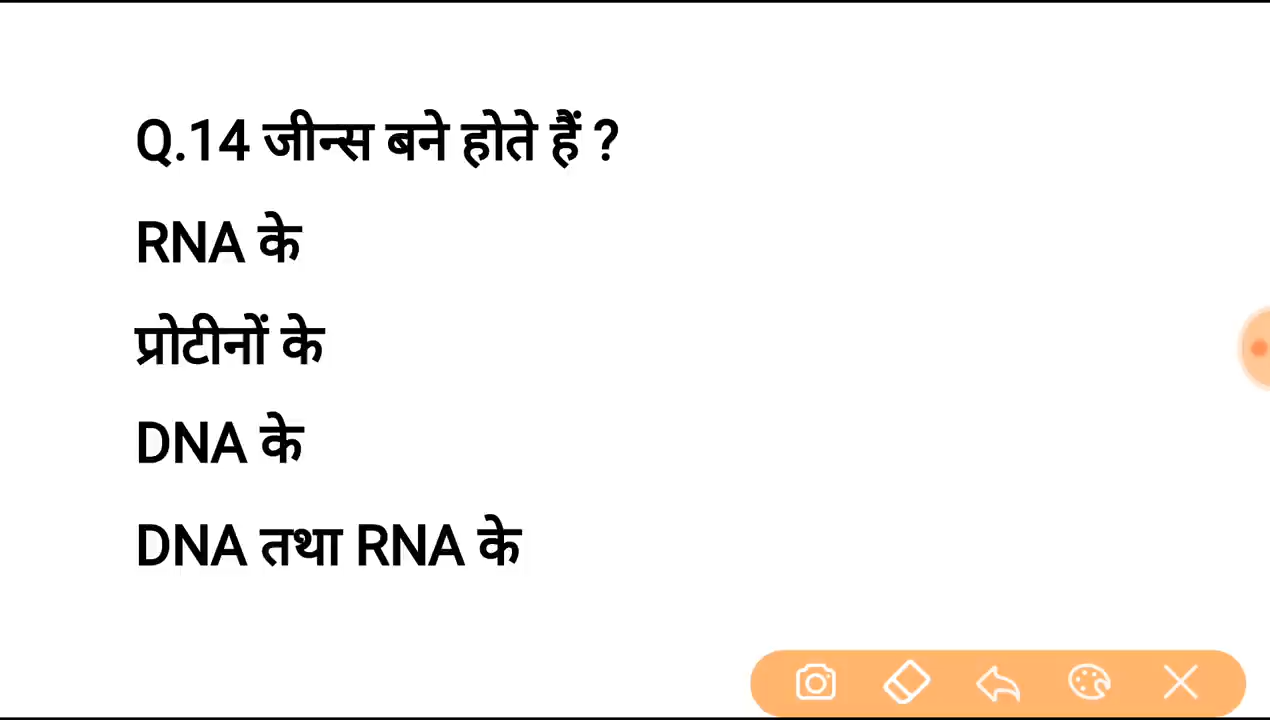 Q.14 जीन्स बने होते हैं ?
RNA के
प्रोटीनों के
DNA के
DNA तथा RNA के